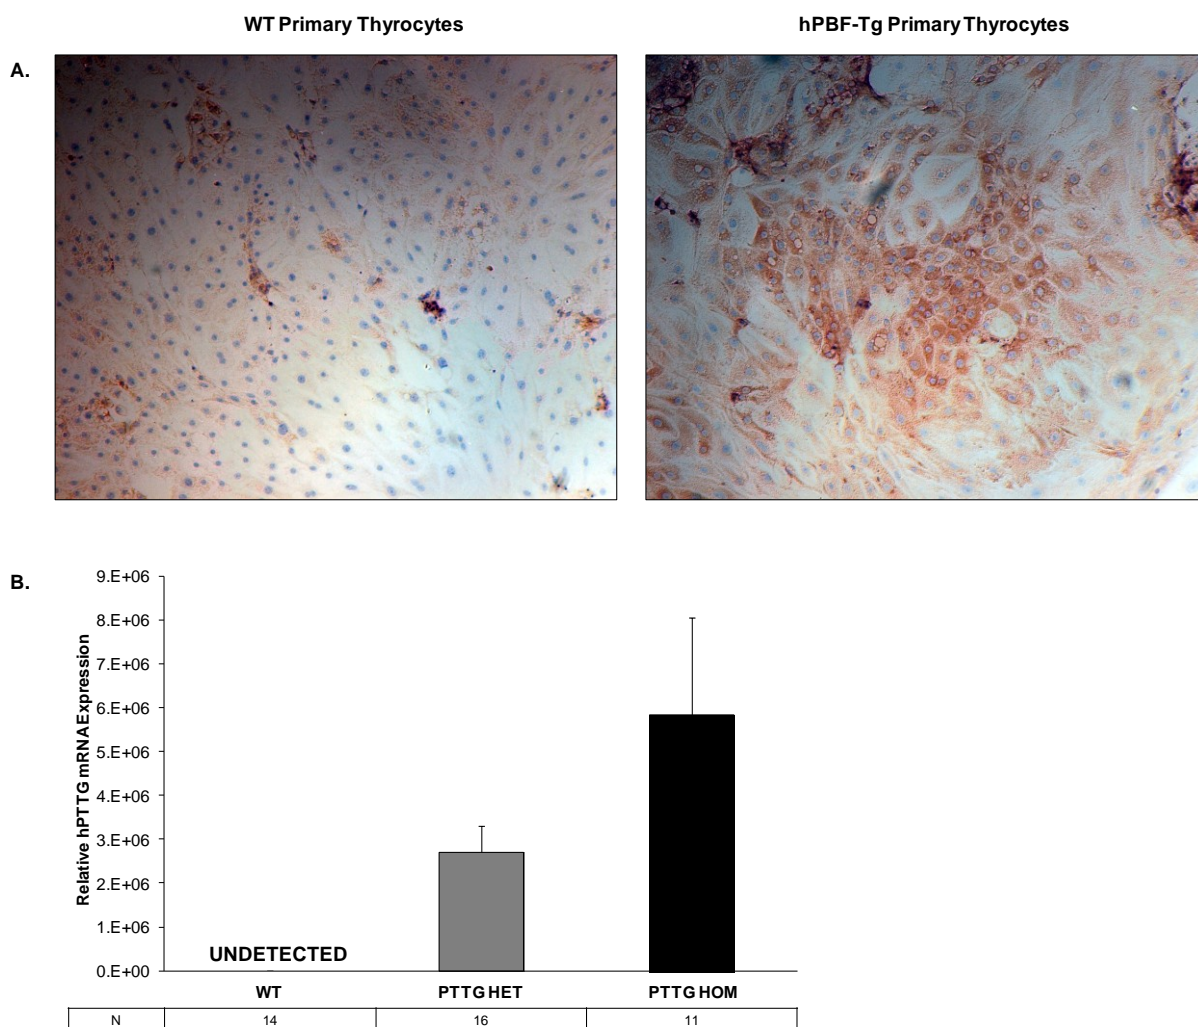 WT Primary Thyrocytes hPBF-Tg Primary Thyrocytes
A.
B.
Relative hPTTG mRNA Expression
9.E+06
8.E+06
7.E+06
6.E+06
5.E+06
4.E+06
3.E+06
2.E+06
1.E+06
0.E+00
UNDETECTED
WT PTTG HET PTTG HOM
N 14 16 11